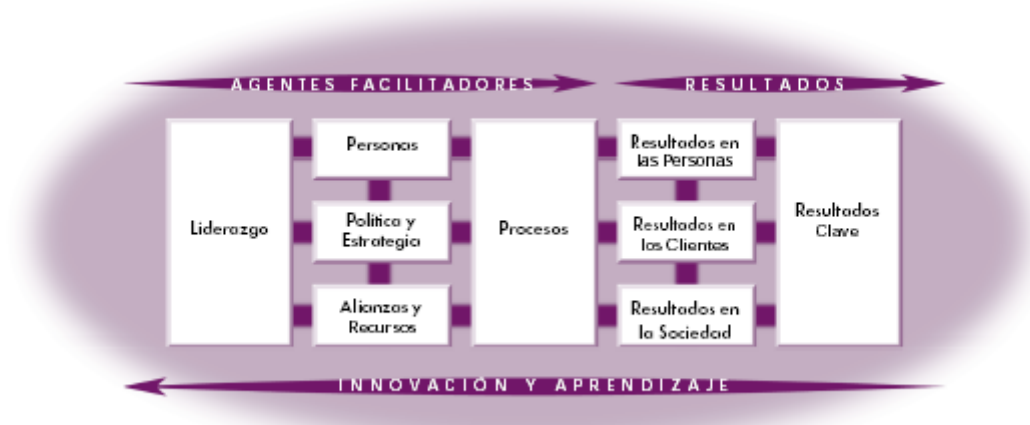 AGENTES FACILITADORES
RESULTADOS
Liderazgo
Personas
Política y
Estrategia
Alianzas y
Recursos
Procesos
Resultados en
las Personas
Resultados en
los Clientes
Resultados en
la Sociedad
Resultados
Clave
INNOVACIÓN Y APRENDIZAJE